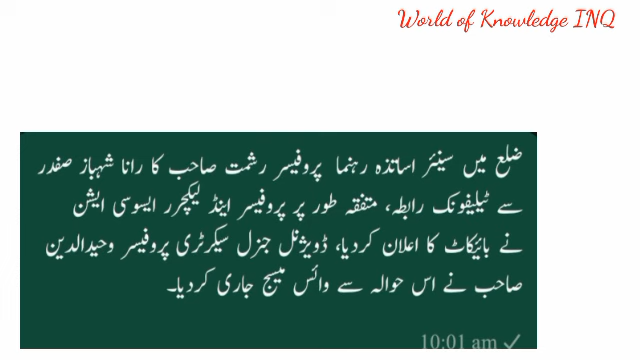 World of Knowledge INQ
ضلع میں سینئر اساتذہ رہنما پروفیسر رشمت صاحب کا رانا شہباز صفدر
سے ٹیلیفونک رابطہ، متفقہ طور پر پروفیسر اینڈ لیکچرر ایسوسی ایشن
نے بائیکاٹ کا اعلان کردیا، ڈویژنل جنرل سیکرٹری پروفیسر وحیدالدین
صاحب نے اس حوالہ سے وائس میسج جاری کردیا۔
10:01 am ✓